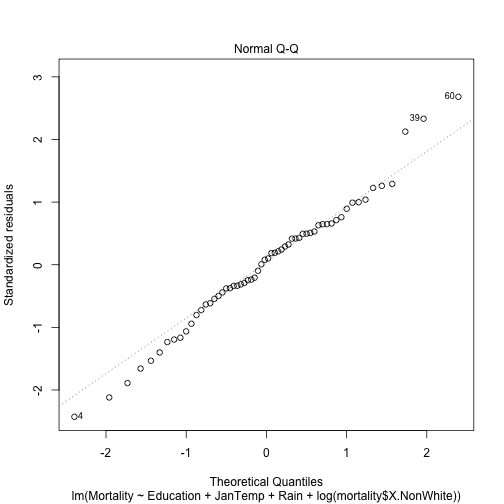 Normal Q-Q
3
2
1
0
-1
-2
Standardized residuals
60
39
4
-2 -1 0 1 2
Theoretical Quantiles
lm(Mortality ~ Education + JanTemp + Rain + log(mortality$X.NonWhite))